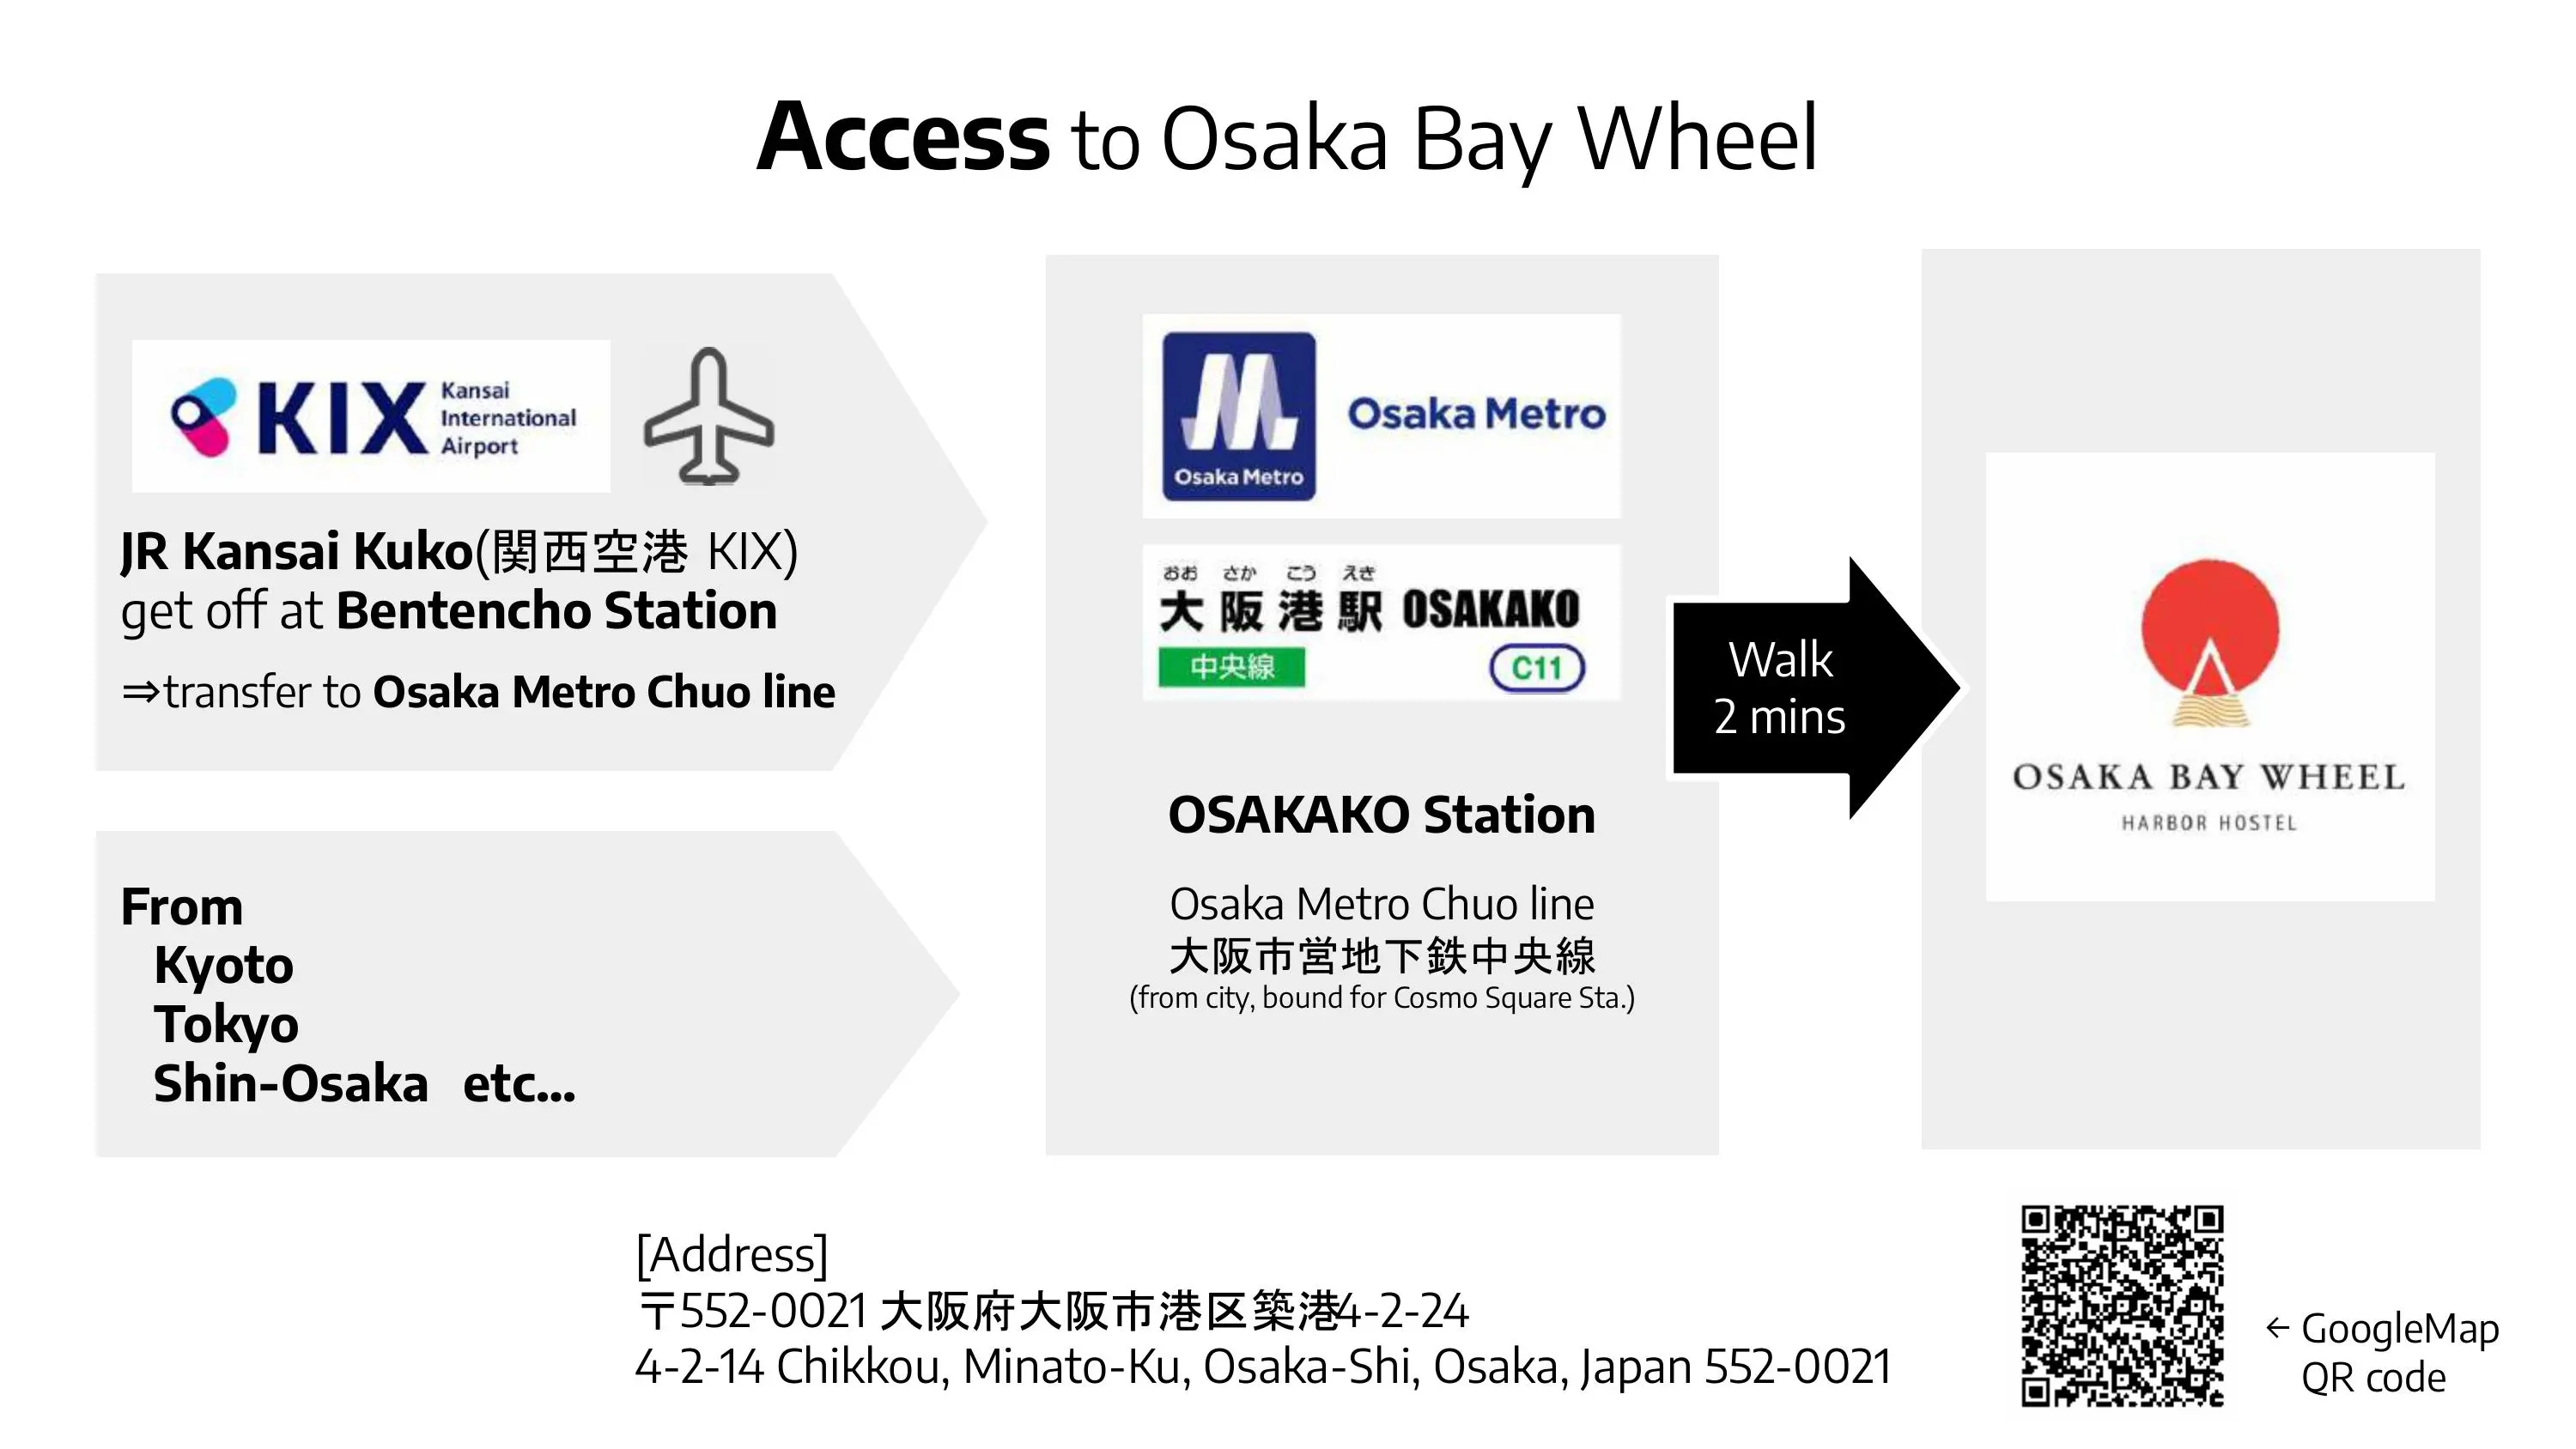 Access to Osaka Bay Wheel
KIX
Kansai
International
Airport
JR Kansai Kuko(関西空港 KIX)
get off at Bentencho Station
⇒transfer to Osaka Metro Chuo line
From
Kyoto
Tokyo
Shin-Osaka etc...
Osaka Metro
Osaka Metro
おお さか こう えき
大阪港駅 OSAKAKO
中央線 C11
OSAKAKO Station
Osaka Metro Chuo line
大阪市営地下鉄中央線
(from city, bound for Cosmo Square Sta.)
Walk
2 mins
OSAKA BAY WHEEL
HARBOR HOSTEL
[Address]
〒552-0021 大阪府大阪市港区築港4-2-24
4-2-14 Chikkou, Minato-Ku, Osaka-Shi, Osaka, Japan 552-0021
← GoogleMap
QR code